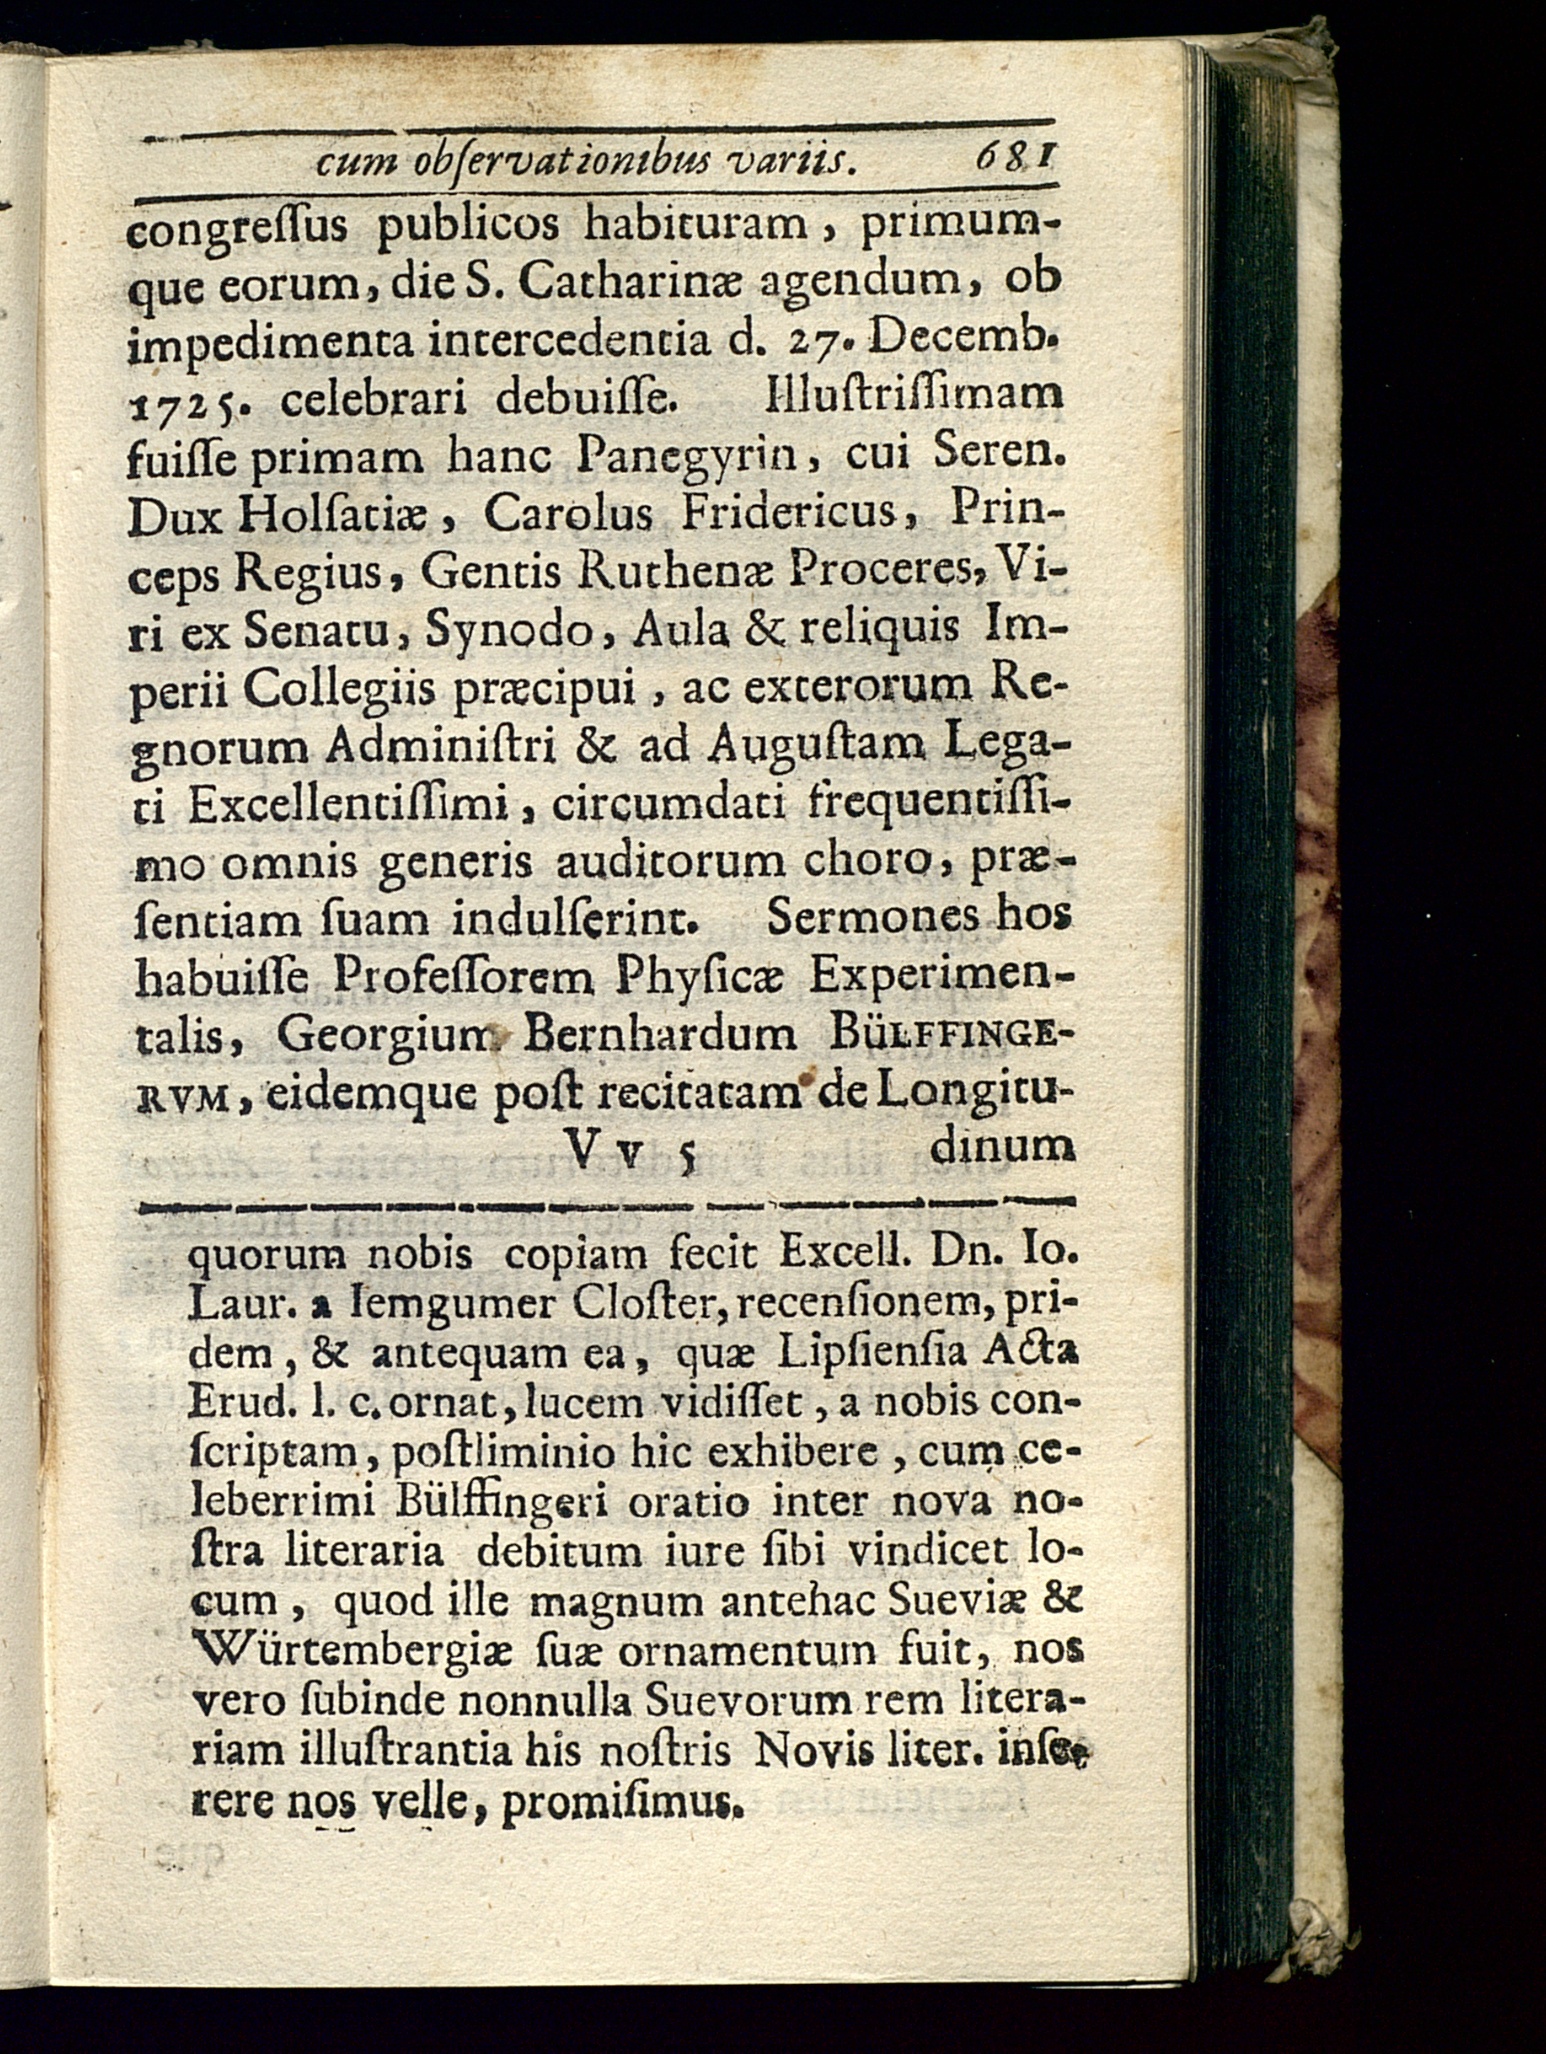 cum obſervationibus variis. 681
congreſſus publicos habituram, primum-
que eorum, die S. Catharinæ agendum, ob
impedimenta intercedentia d. 27. Decemb.
1725. celebrari debuiſſe. Illuſtriſſimam
fuiſſe primam hanc Panegyrin, cui Seren.
Dux Holſatiæ, Carolus Fridericus, Prin-
ceps Regius, Gentis Ruthenæ Proceres, Vi-
ri ex Senatu, Synodo, Aula & reliquis Im-
perii Collegiis præcipui, ac exterorum Re-
gnorum Adminiſtri & ad Auguſtam Lega-
ti Excellentiſſimi, circumdati frequentiſſi-
mo omnis generis auditorum choro, præ-
ſentiam ſuam indulſerint. Sermones hos
habuiſſe Profeſſorem Phyſicæ Experimen-
talis, Georgium Bernhardum BÜLFFINGE-
RVM, eidemque poſt recitatam de Longitu-
V v 5 dinum
quorum nobis copiam fecit Excell. Dn. Io.
Laur. a Iemgumer Cloſter, recenſionem, pri-
dem, & antequam ea, quæ Lipſienſia Acta
Erud. l. c. ornat, lucem vidiſſet, a nobis con-
ſcriptam, poſtliminio hic exhibere, cum ce-
leberrimi Bülffingeri oratio inter nova no-
ſtra literaria debitum iure ſibi vindicet lo-
cum, quod ille magnum antehac Sueviæ &
Würtembergiæ ſuæ ornamentum fuit, nos
vero ſubinde nonnulla Suevorum rem litera-
riam illuſtrantia his noſtris Novis liter. inſe-
rere nos velle, promiſimus.